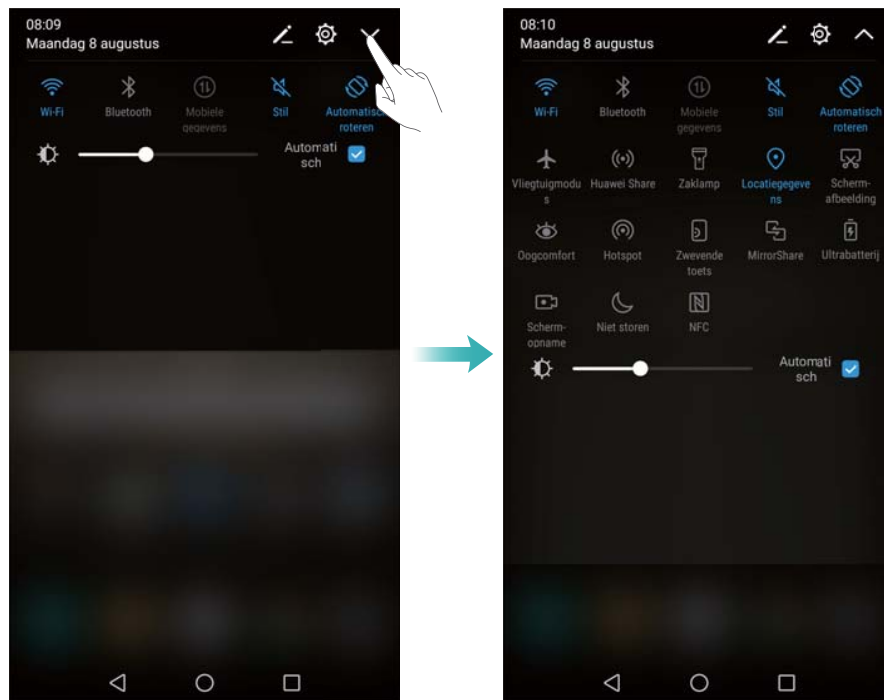 08:09
Maandag 8 augustus
Wi-Fi
Bluetooth
Mobiele
gegevens
Stil
Automatisch
roteren
Automati
sch
08:10
Maandag 8 augustus
Wi-Fi
Bluetooth
Mobiele
gegevens
Stil
Automatisch
roteren
Vliegtuigmodu
s
Huawei Share
Zaklamp
Locatiegegeve
ns
Scherm-
afbeelding
Oogcomfort
Hotspot
Zwevende
toets
MirrorShare
Ultrabatterij
Scherm-
opname
Niet storen
NFC
Automati
sch